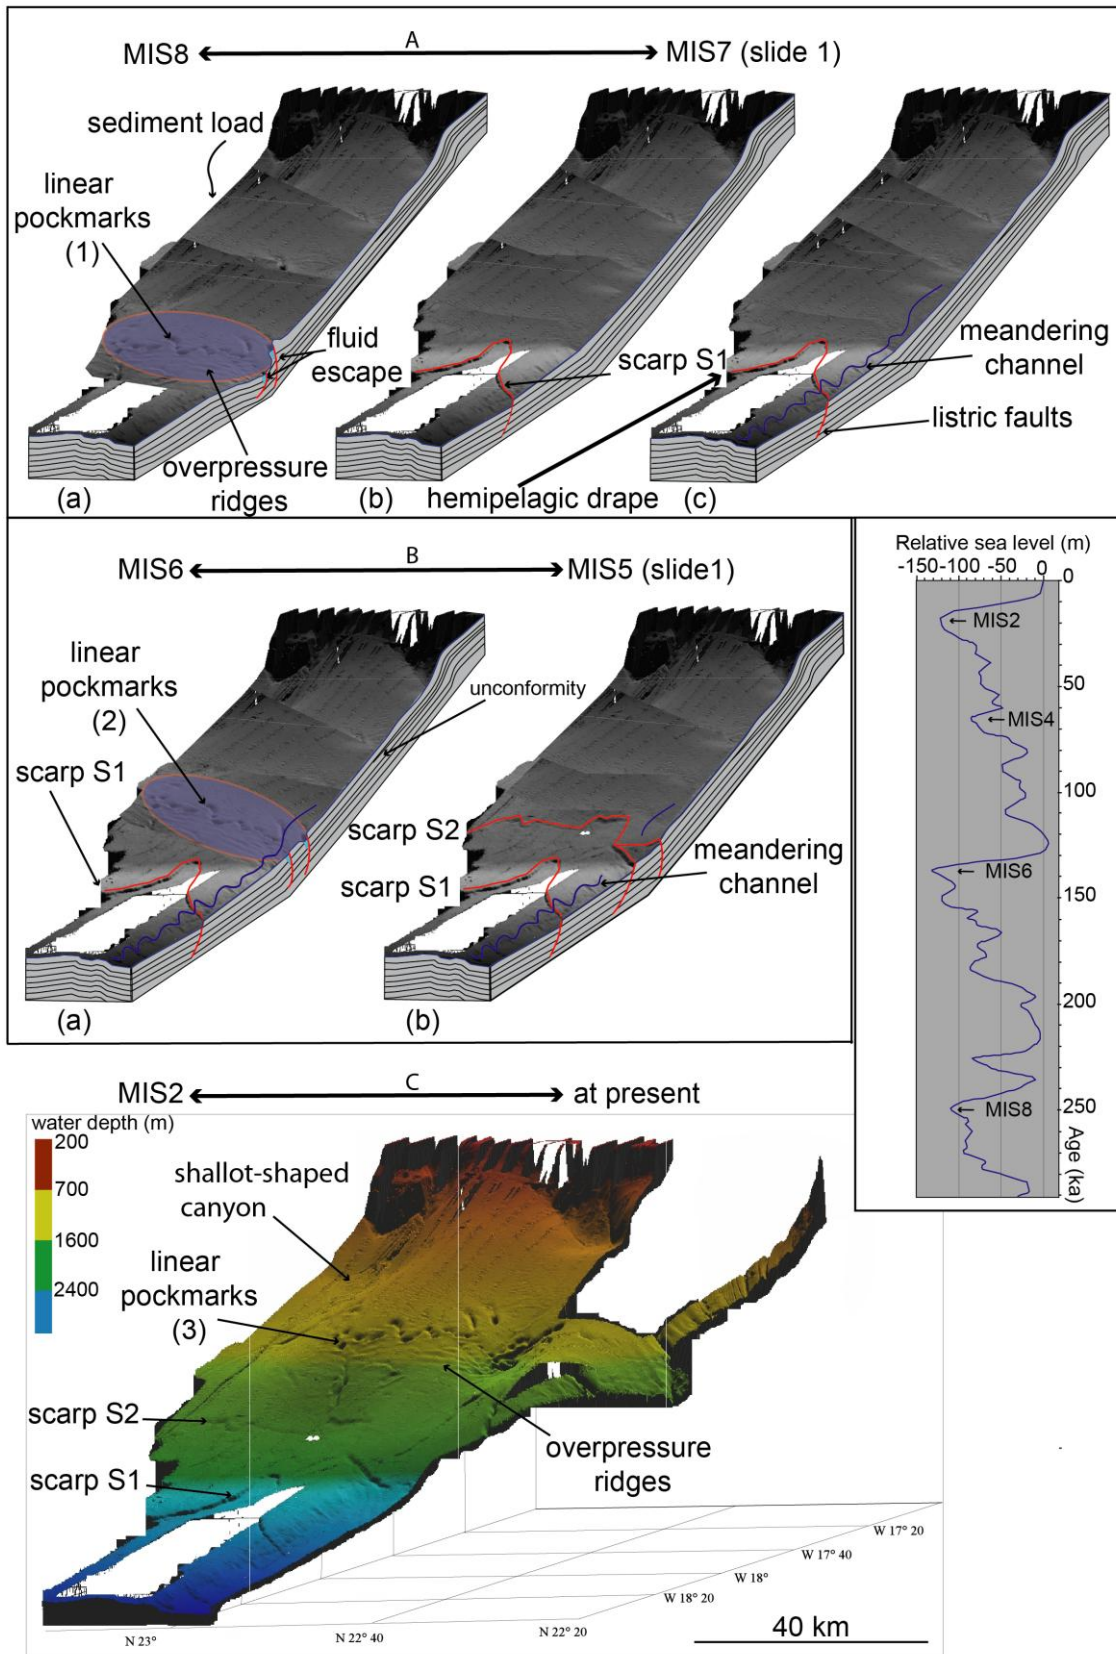 MIS8
A
MIS7 (slide 1)
sediment load
linear
pockmarks
(1)
fluid
escape
overpressure
ridges
(a)
scarp S1
(b)
hemipelagic drape
meandering
channel
listric faults
(c)
MIS6
B
MIS5 (slide1)
linear
pockmarks
(2)
scarp S1
unconformity
(a)
scarp S2
scarp S1
meandering
channel
(b)
Relative sea level (m)
-150 -100 -50 0
0
MIS2
50
MIS4
100
MIS6
150
200
MIS8
250
Age (ka)
MIS2
C
at present
water depth (m)
200
700
1600
2400
shallot-shaped
canyon
linear
pockmarks
(3)
scarp S2
scarp S1
overpressure
ridges
W 17° 20
W 17° 40
W 18°
W 18° 20
N 23°
N 22° 40
N 22° 20
40 km